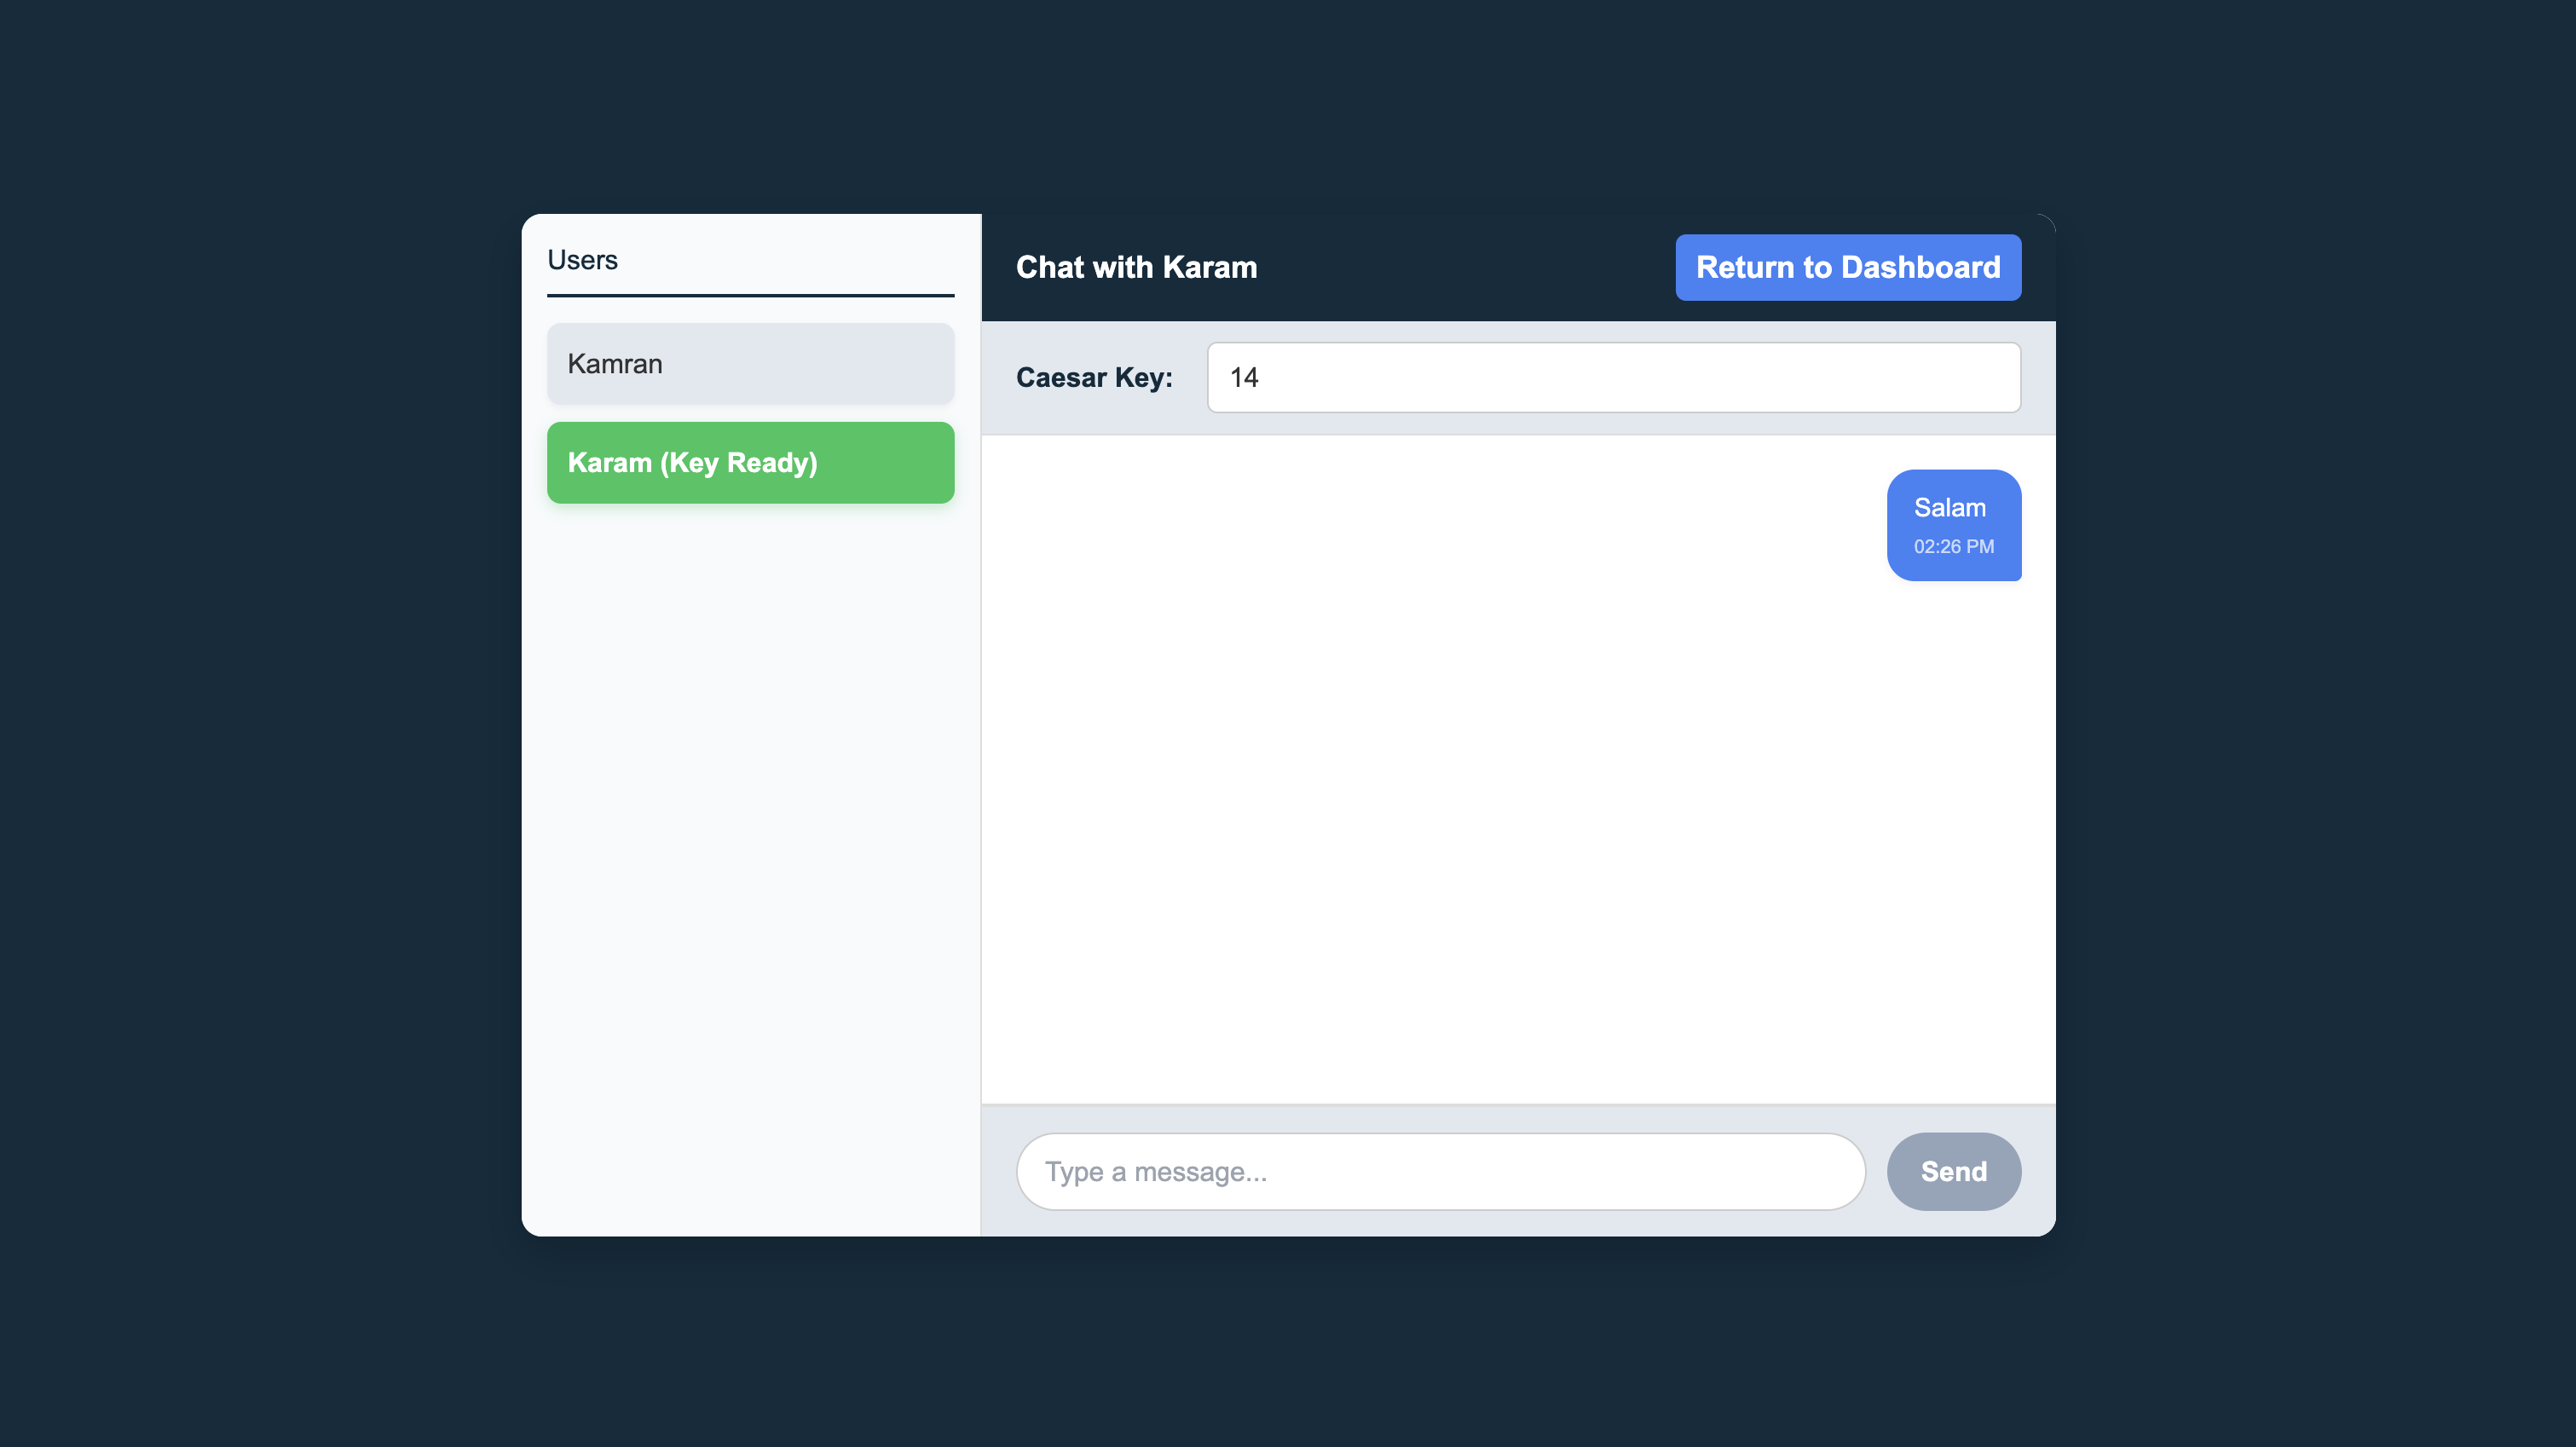 Users
Kamran
Karam (Key Ready)
Chat with Karam
Return to Dashboard
Caesar Key:
14
Salam
02:26 PM
Type a message...
Send